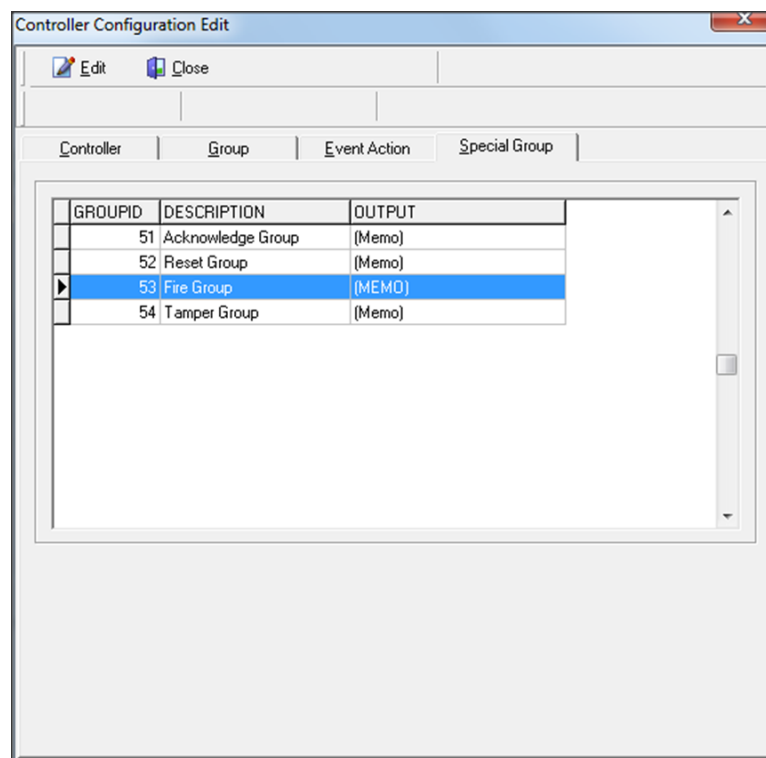 Controller Configuration Edit
Edit Close
Controller Group Event Action Special Group
GROUPID DESCRIPTION OUTPUT
51 Acknowledge Group (Memo)
52 Reset Group (Memo)
53 Fire Group (MEMO)
54 Tamper Group (Memo)